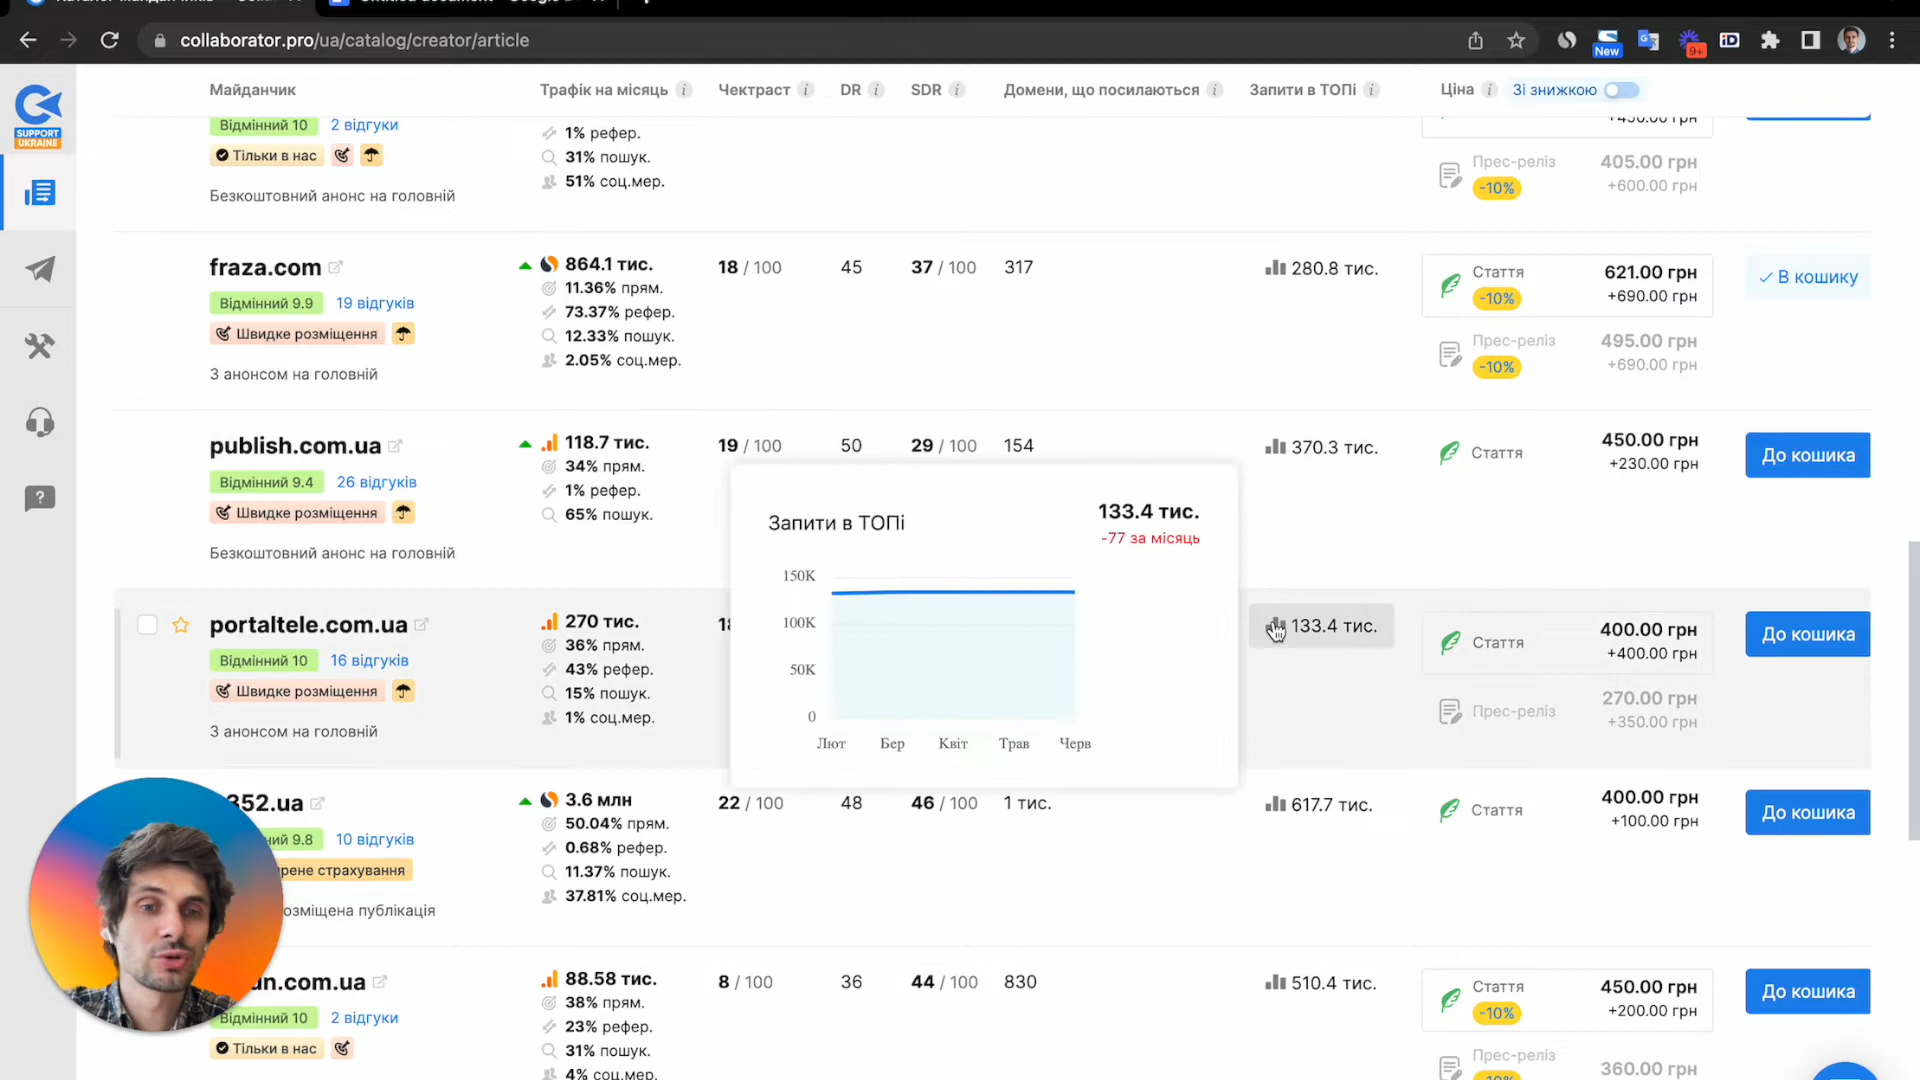 collaborator.pro/ua/catalog/creator/article
New
9+
iD
SUPPORT
UKRAINE
Майданчик
Трафік на місяць
Чектраст
DR
SDR
Домени, що посилаються
Запити в ТОПі
Ціна
Зі знижкою
Відмінний 10
2 відгуки
Тільки в нас
Безкоштовний анонс на головній
1% рефер.
31% пошук.
51% соц.мер.
Прес-реліз
-10%
405.00 грн
+600.00 грн
fraza.com
Відмінний 9.9
19 відгуків
Швидке розміщення
З анонсом на головній
864.1 тис.
11.36% прям.
73.37% рефер.
12.33% пошук.
2.05% соц.мер.
18 / 100
45
37 / 100
317
280.8 тис.
Стаття
-10%
621.00 грн
+690.00 грн
Прес-реліз
-10%
495.00 грн
+690.00 грн
В кошику
publish.com.ua
Відмінний 9.4
26 відгуків
Швидке розміщення
Безкоштовний анонс на головній
118.7 тис.
34% прям.
1% рефер.
65% пошук.
19 / 100
50
29 / 100
154
370.3 тис.
Стаття
450.00 грн
+230.00 грн
До кошика
portaltele.com.ua
Відмінний 10
16 відгуків
Швидке розміщення
З анонсом на головній
270 тис.
36% прям.
43% рефер.
15% пошук.
1% соц.мер.
Запити в ТОПі
133.4 тис.
-77 за місяць
150K
100K
50K
0
Лют
Бер
Квіт
Трав
Черв
133.4 тис.
Стаття
400.00 грн
+400.00 грн
Прес-реліз
270.00 грн
+350.00 грн
До кошика
352.ua
10 відгуків
3.6 млн
50.04% прям.
0.68% рефер.
11.37% пошук.
37.81% соц.мер.
22 / 100
48
46 / 100
1 тис.
617.7 тис.
Стаття
400.00 грн
+100.00 грн
До кошика
Відмінний 10
2 відгуки
Тільки в нас
88.58 тис.
38% прям.
23% рефер.
31% пошук.
4% соц.мер.
8 / 100
36
44 / 100
830
510.4 тис.
Стаття
-10%
450.00 грн
+200.00 грн
Прес-реліз
360.00 грн
До кошика